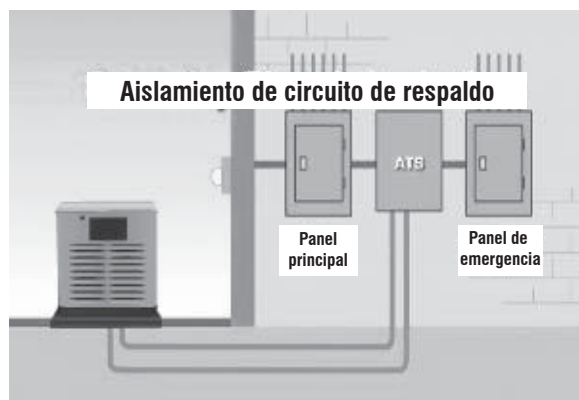 Aislamiento de circuito de respaldo
ATS
Panel
principal
Panel de
emergencia